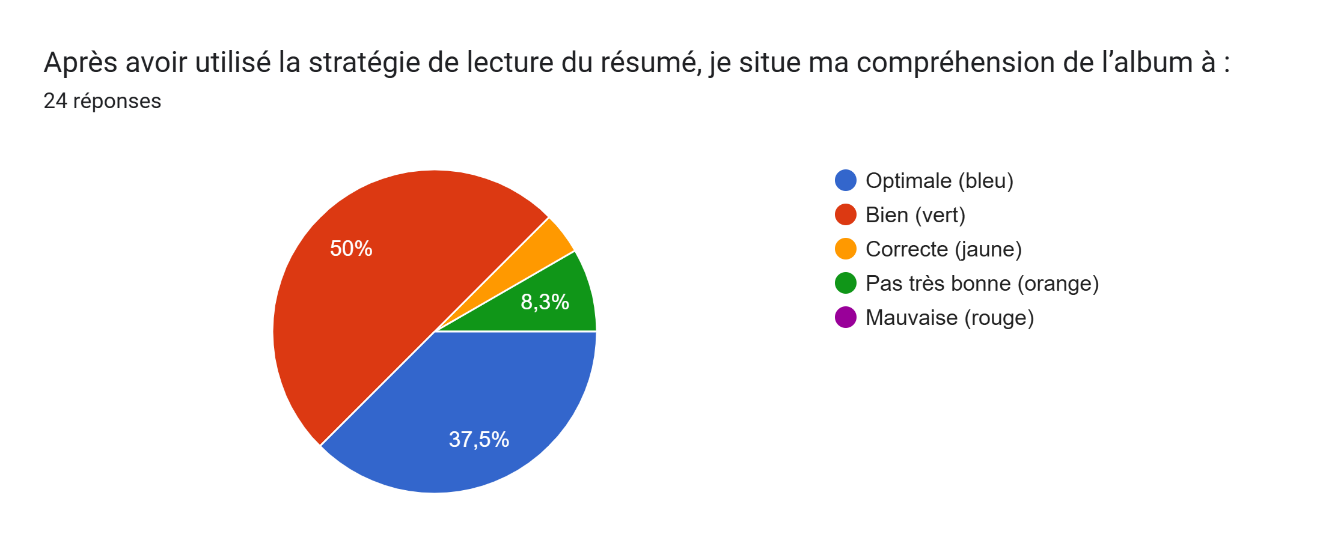 Après avoir utilisé la stratégie de lecture du résumé, je situe ma compréhension de l’album à :
24 réponses
Optimale (bleu)
Bien (vert)
Correcte (jaune)
Pas très bonne (orange)
Mauvaise (rouge)
50%
8,3%
37,5%